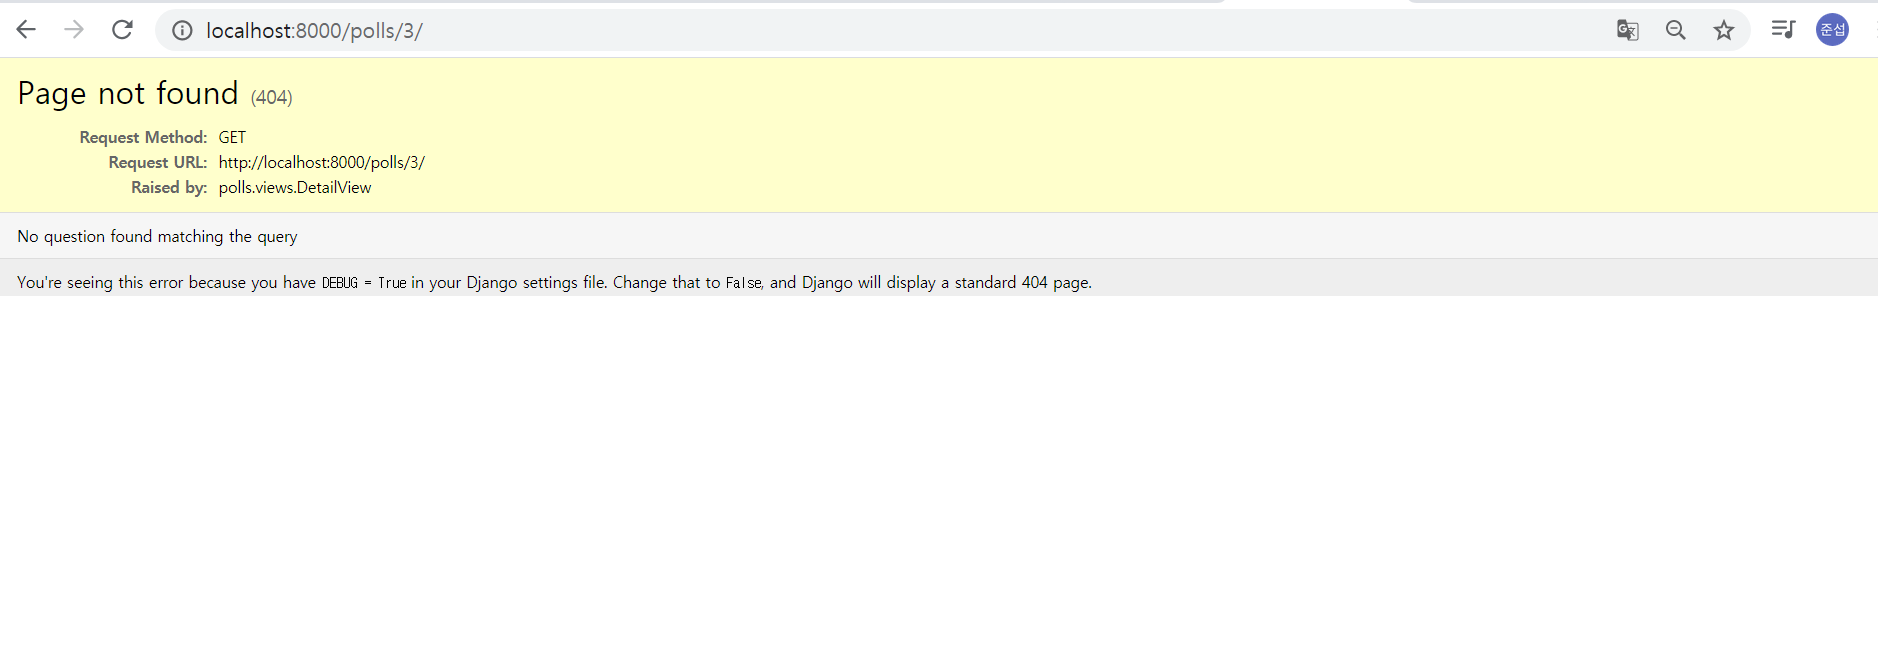 localhost:8000/polls/3/
준섭
Page not found (404)
Request Method: GET
Request URL: http://localhost:8000/polls/3/
Raised by: polls.views.DetailView
No question found matching the query
You're seeing this error because you have DEBUG = True in your Django settings file. Change that to False, and Django will display a standard 404 page.